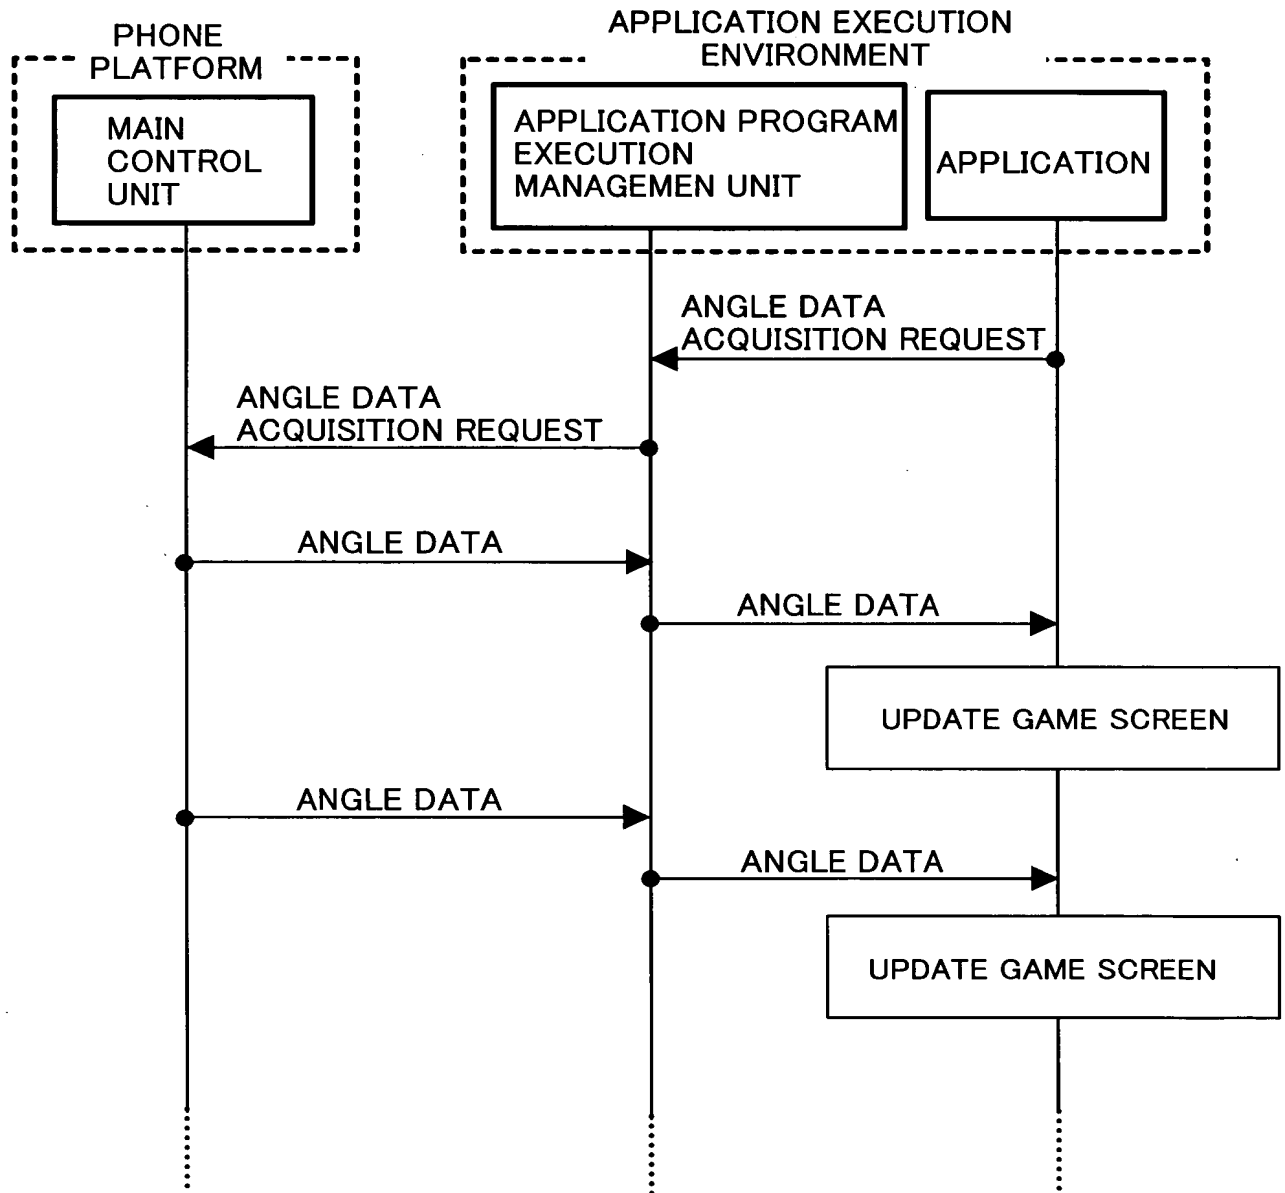 PHONE
PLATFORM
APPLICATION EXECUTION
ENVIRONMENT
MAIN
CONTROL
UNIT
APPLICATION PROGRAM
EXECUTION
MANAGEMEN UNIT
APPLICATION
ANGLE DATA
ACQUISITION REQUEST
ANGLE DATA
ACQUISITION REQUEST
ANGLE DATA
ANGLE DATA
UPDATE GAME SCREEN
ANGLE DATA
ANGLE DATA
UPDATE GAME SCREEN